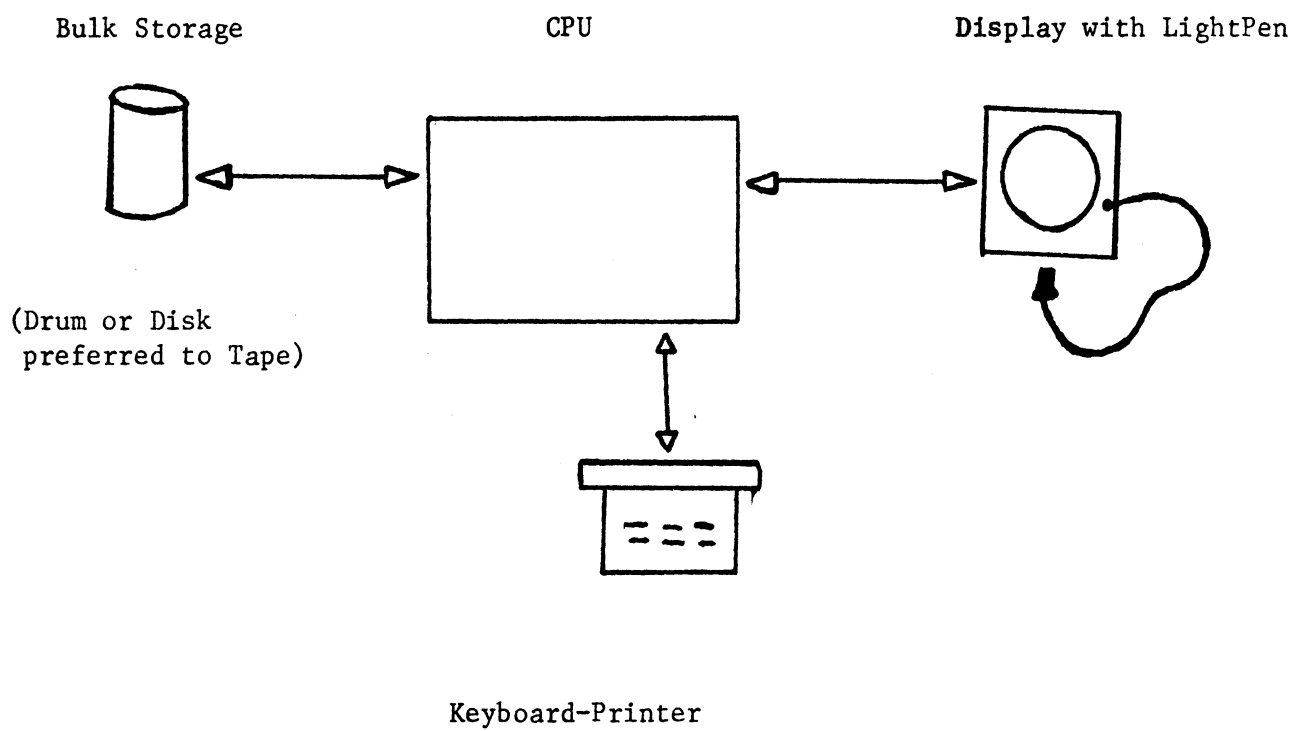 Bulk Storage
CPU
Display with LightPen
(Drum or Disk
preferred to Tape)
Keyboard-Printer